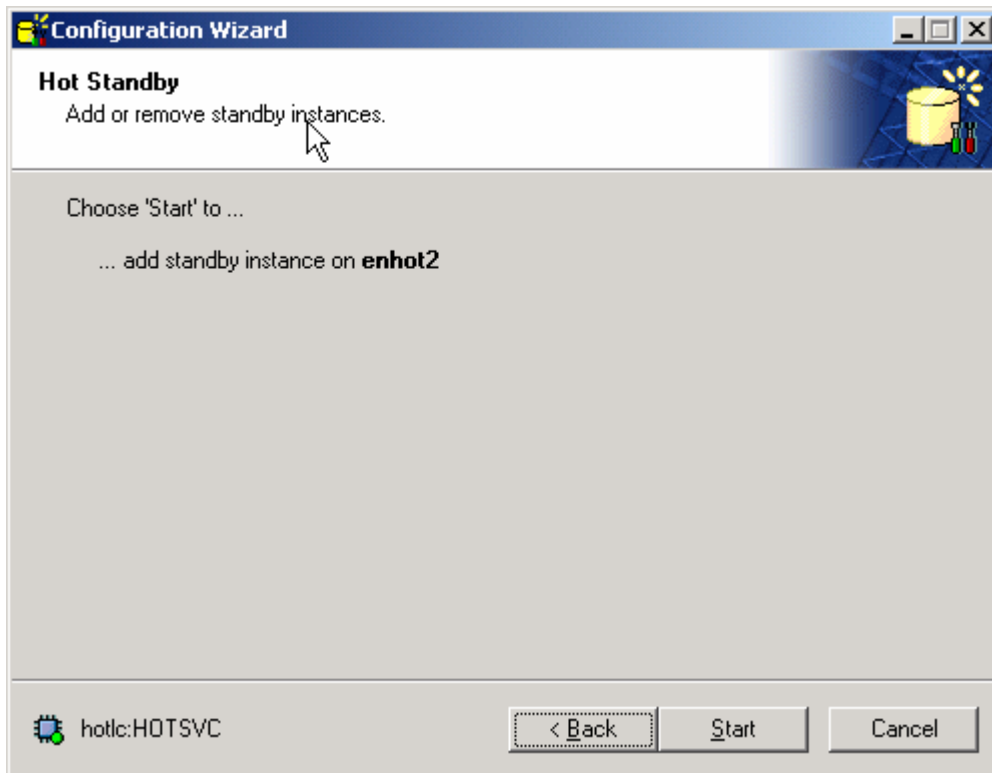 Configuration Wizard
Hot Standby
Add or remove standby instances.
Choose 'Start' to ...
... add standby instance on enhot2
hotlc:HOTSVC
< Back
Start
Cancel